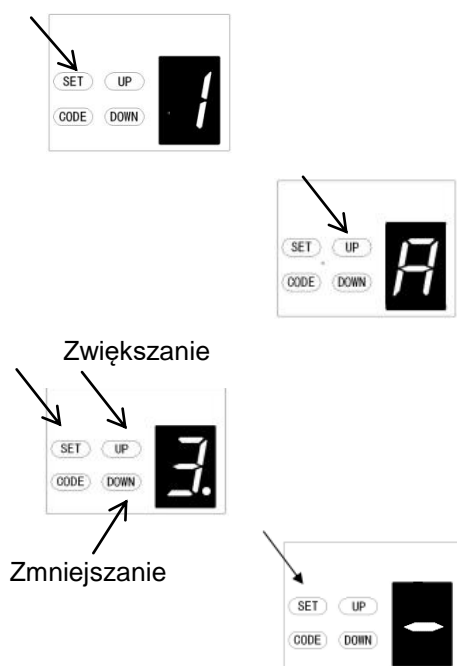 SET UP
CODE DOWN
1
SET UP
CODE DOWN
A
Zwiększanie
SET UP
CODE DOWN
3.
Zmniejszanie
SET UP
CODE DOWN
-